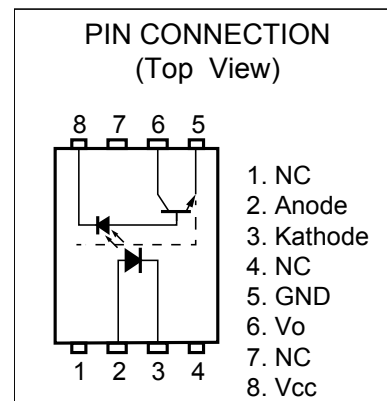 PIN CONNECTION
(Top View)
8 7 6 5
1. NC
2. Anode
3. Kathode
4. NC
5. GND
6. Vo
7. NC
8. Vcc
1 2 3 4